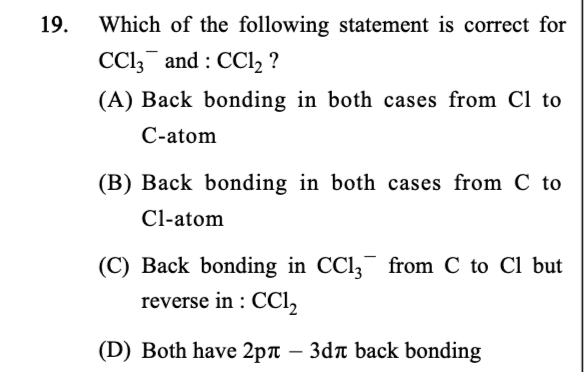 19. Which of the following statement is correct for
CCl₃⁻ and : CCl₂ ?
(A) Back bonding in both cases from Cl to
C-atom
(B) Back bonding in both cases from C to
Cl-atom
(C) Back bonding in CCl₃⁻ from C to Cl but
reverse in : CCl₂
(D) Both have 2pπ – 3dπ back bonding